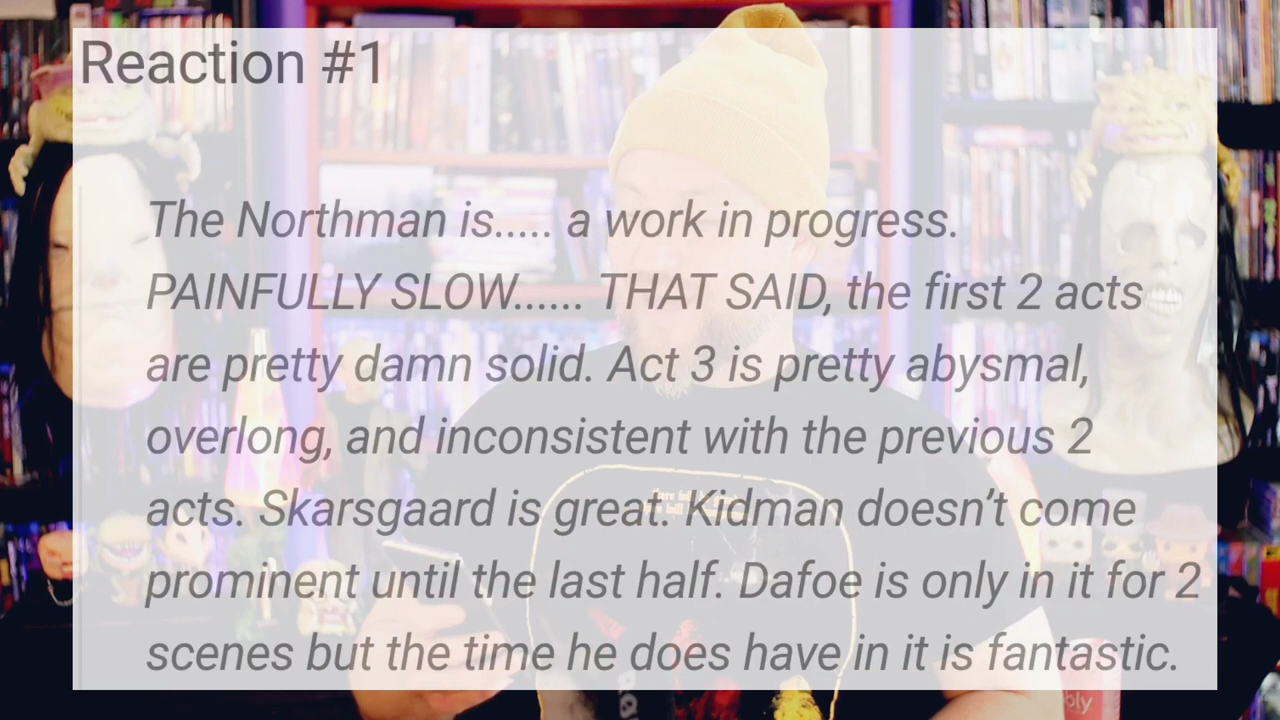 Reaction #1
The Northman is..... a work in progress.
PAINFULLY SLOW...... THAT SAID, the first 2 acts
are pretty damn solid. Act 3 is pretty abysmal,
overlong, and inconsistent with the previous 2
acts. Skarsgaard is great. Kidman doesn’t come
prominent until the last half. Dafoe is only in it for 2
scenes but the time he does have in it is fantastic.
bly